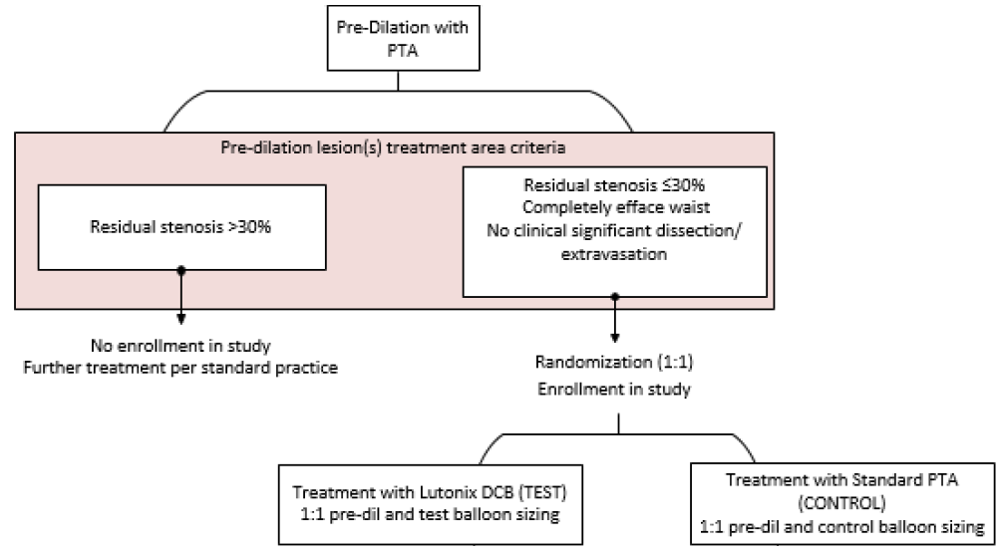 Pre-Dilation with
PTA
Pre-dilation lesion(s) treatment area criteria
Residual stenosis >30%
Residual stenosis ≤30%
Completely efface waist
No clinical significant dissection/
extravasation
No enrollment in study
Further treatment per standard practice
Randomization (1:1)
Enrollment in study
Treatment with Lutonix DCB (TEST)
1:1 pre-dil and test balloon sizing
Treatment with Standard PTA
(CONTROL)
1:1 pre-dil and control balloon sizing